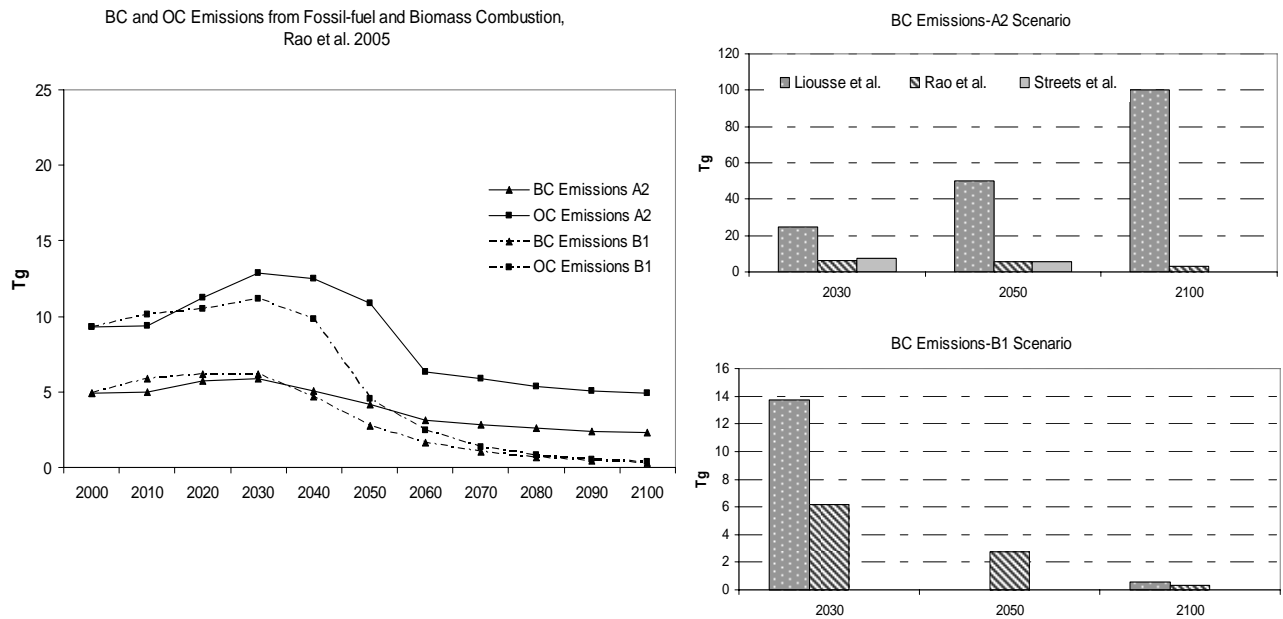 BC and OC Emissions from Fossil-fuel and Biomass Combustion,
Rao et al. 2005
25
20
15
10
5
0
Tg
BC Emissions A2
OC Emissions A2
BC Emissions B1
OC Emissions B1
2000 2010 2020 2030 2040 2050 2060 2070 2080 2090 2100
BC Emissions-A2 Scenario
120
100
80
60
40
20
0
Tg
Liousse et al. Rao et al. Streets et al.
2030 2050 2100
BC Emissions-B1 Scenario
16
14
12
10
8
6
4
2
0
Tg
2030 2050 2100